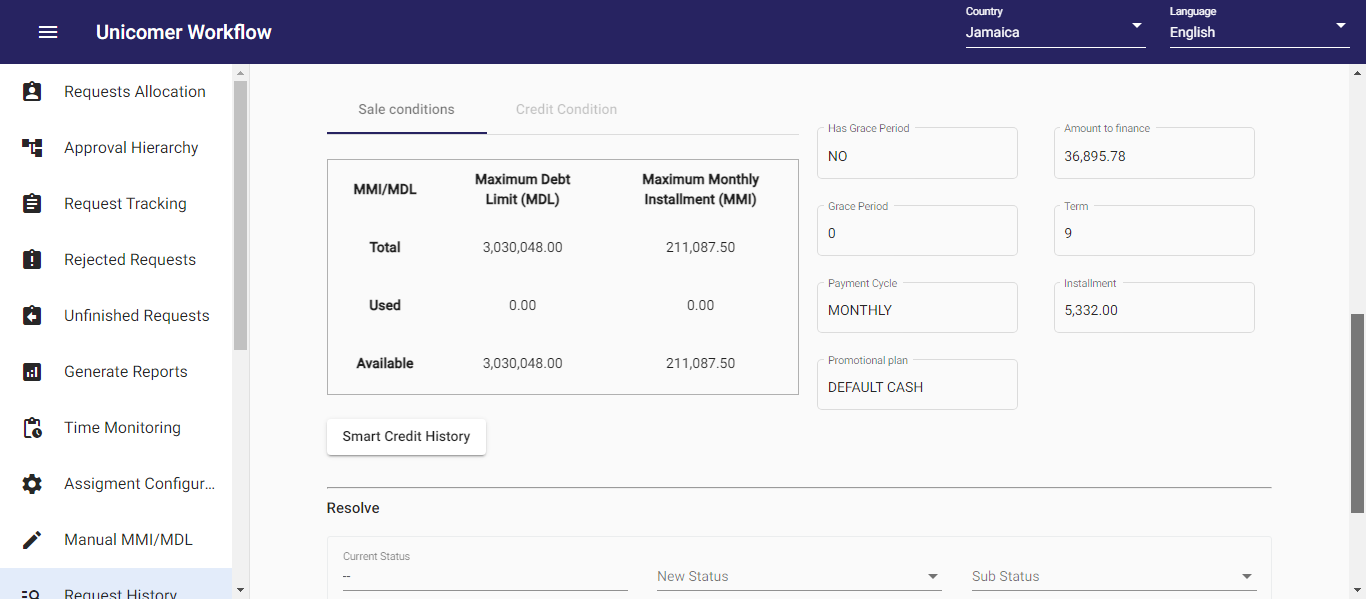 Unicomer Workflow
Country
Jamaica
Language
English
Requests Allocation
Approval Hierarchy
Request Tracking
Rejected Requests
Unfinished Requests
Generate Reports
Time Monitoring
Assigment Configur...
Manual MMI/MDL
Request History
Sale conditions
Credit Condition
MMI/MDL
Maximum Debt
Limit (MDL)
Maximum Monthly
Installment (MMI)
Total 3,030,048.00 211,087.50
Used 0.00 0.00
Available 3,030,048.00 211,087.50
Smart Credit History
Has Grace Period
NO
Amount to finance
36,895.78
Grace Period
0
Term
9
Payment Cycle
MONTHLY
Installment
5,332.00
Promotional plan
DEFAULT CASH
Resolve
Current Status
--
New Status
Sub Status